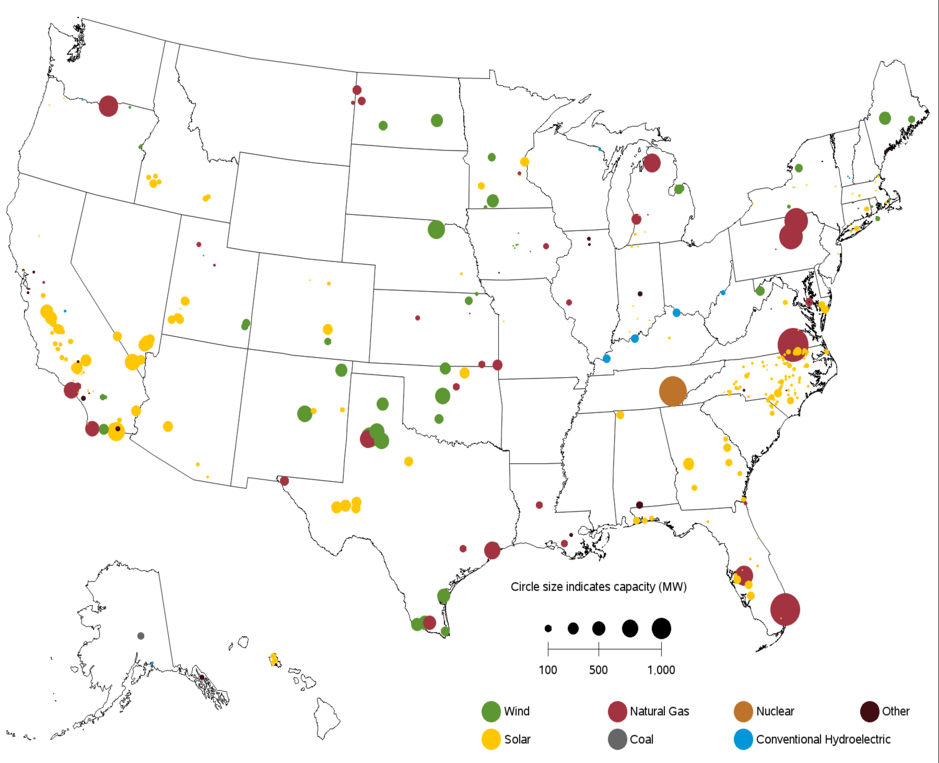 Circle size indicates capacity (MW)
100 500 1,000
Wind Natural Gas Nuclear Other
Solar Coal Conventional Hydroelectric